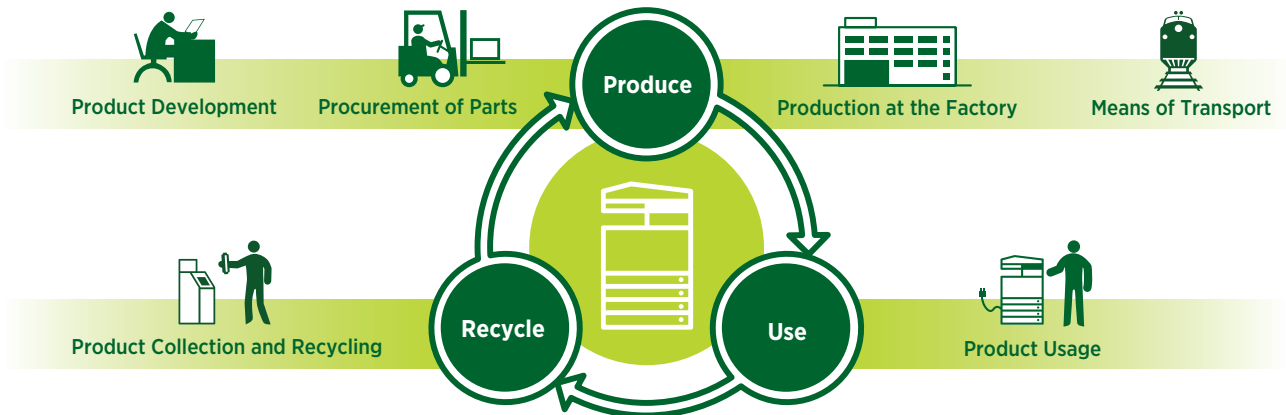 Produce
Product Development
Procurement of Parts
Production at the Factory
Means of Transport
Recycle
Use
Product Collection and Recycling
Product Usage